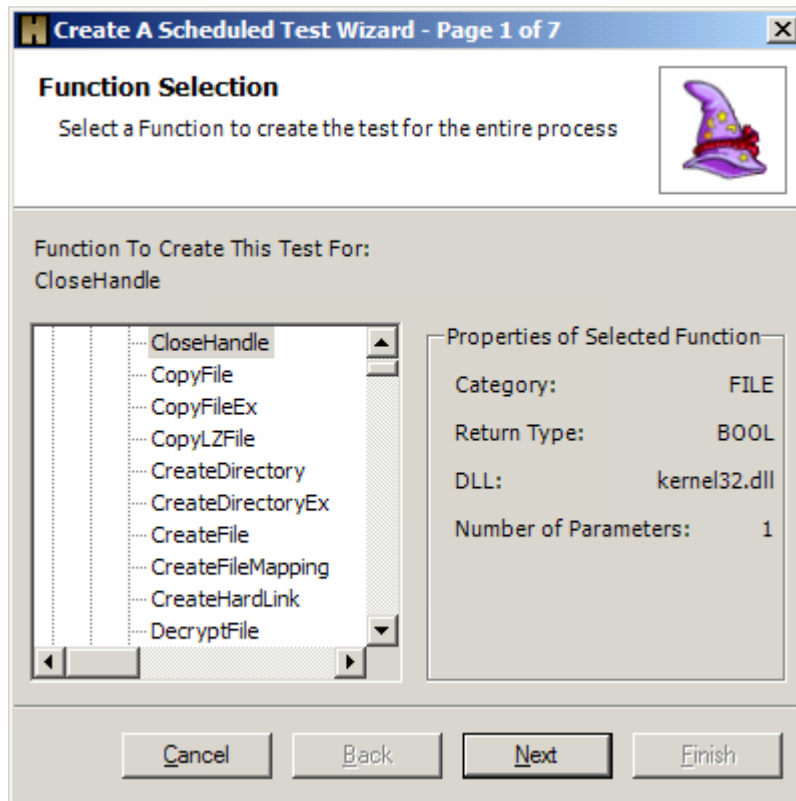 Create A Scheduled Test Wizard - Page 1 of 7
Function Selection
Select a Function to create the test for the entire process
Function To Create This Test For:
CloseHandle
CloseHandle
CopyFile
CopyFileEx
CopyLZFile
CreateDirectory
CreateDirectoryEx
CreateFile
CreateFileMapping
CreateHardLink
DecryptFile
Properties of Selected Function
Category: FILE
Return Type: BOOL
DLL: kernel32.dll
Number of Parameters: 1
Cancel Back Next Finish